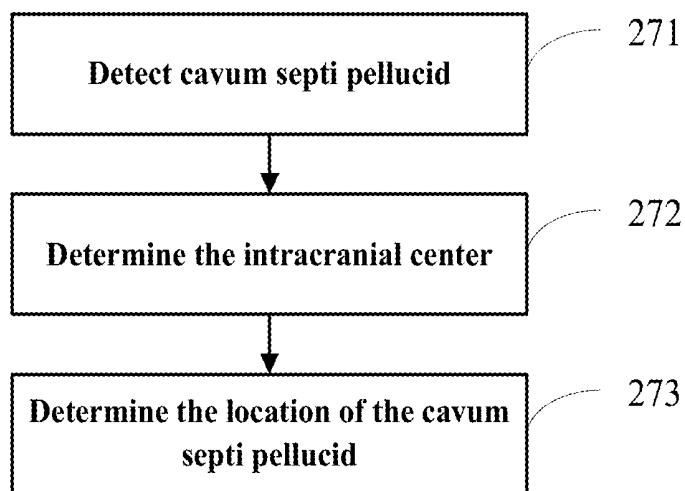 271
Detect cavum septi pellucid
272
Determine the intracranial center
273
Determine the location of the cavum
septi pellucid